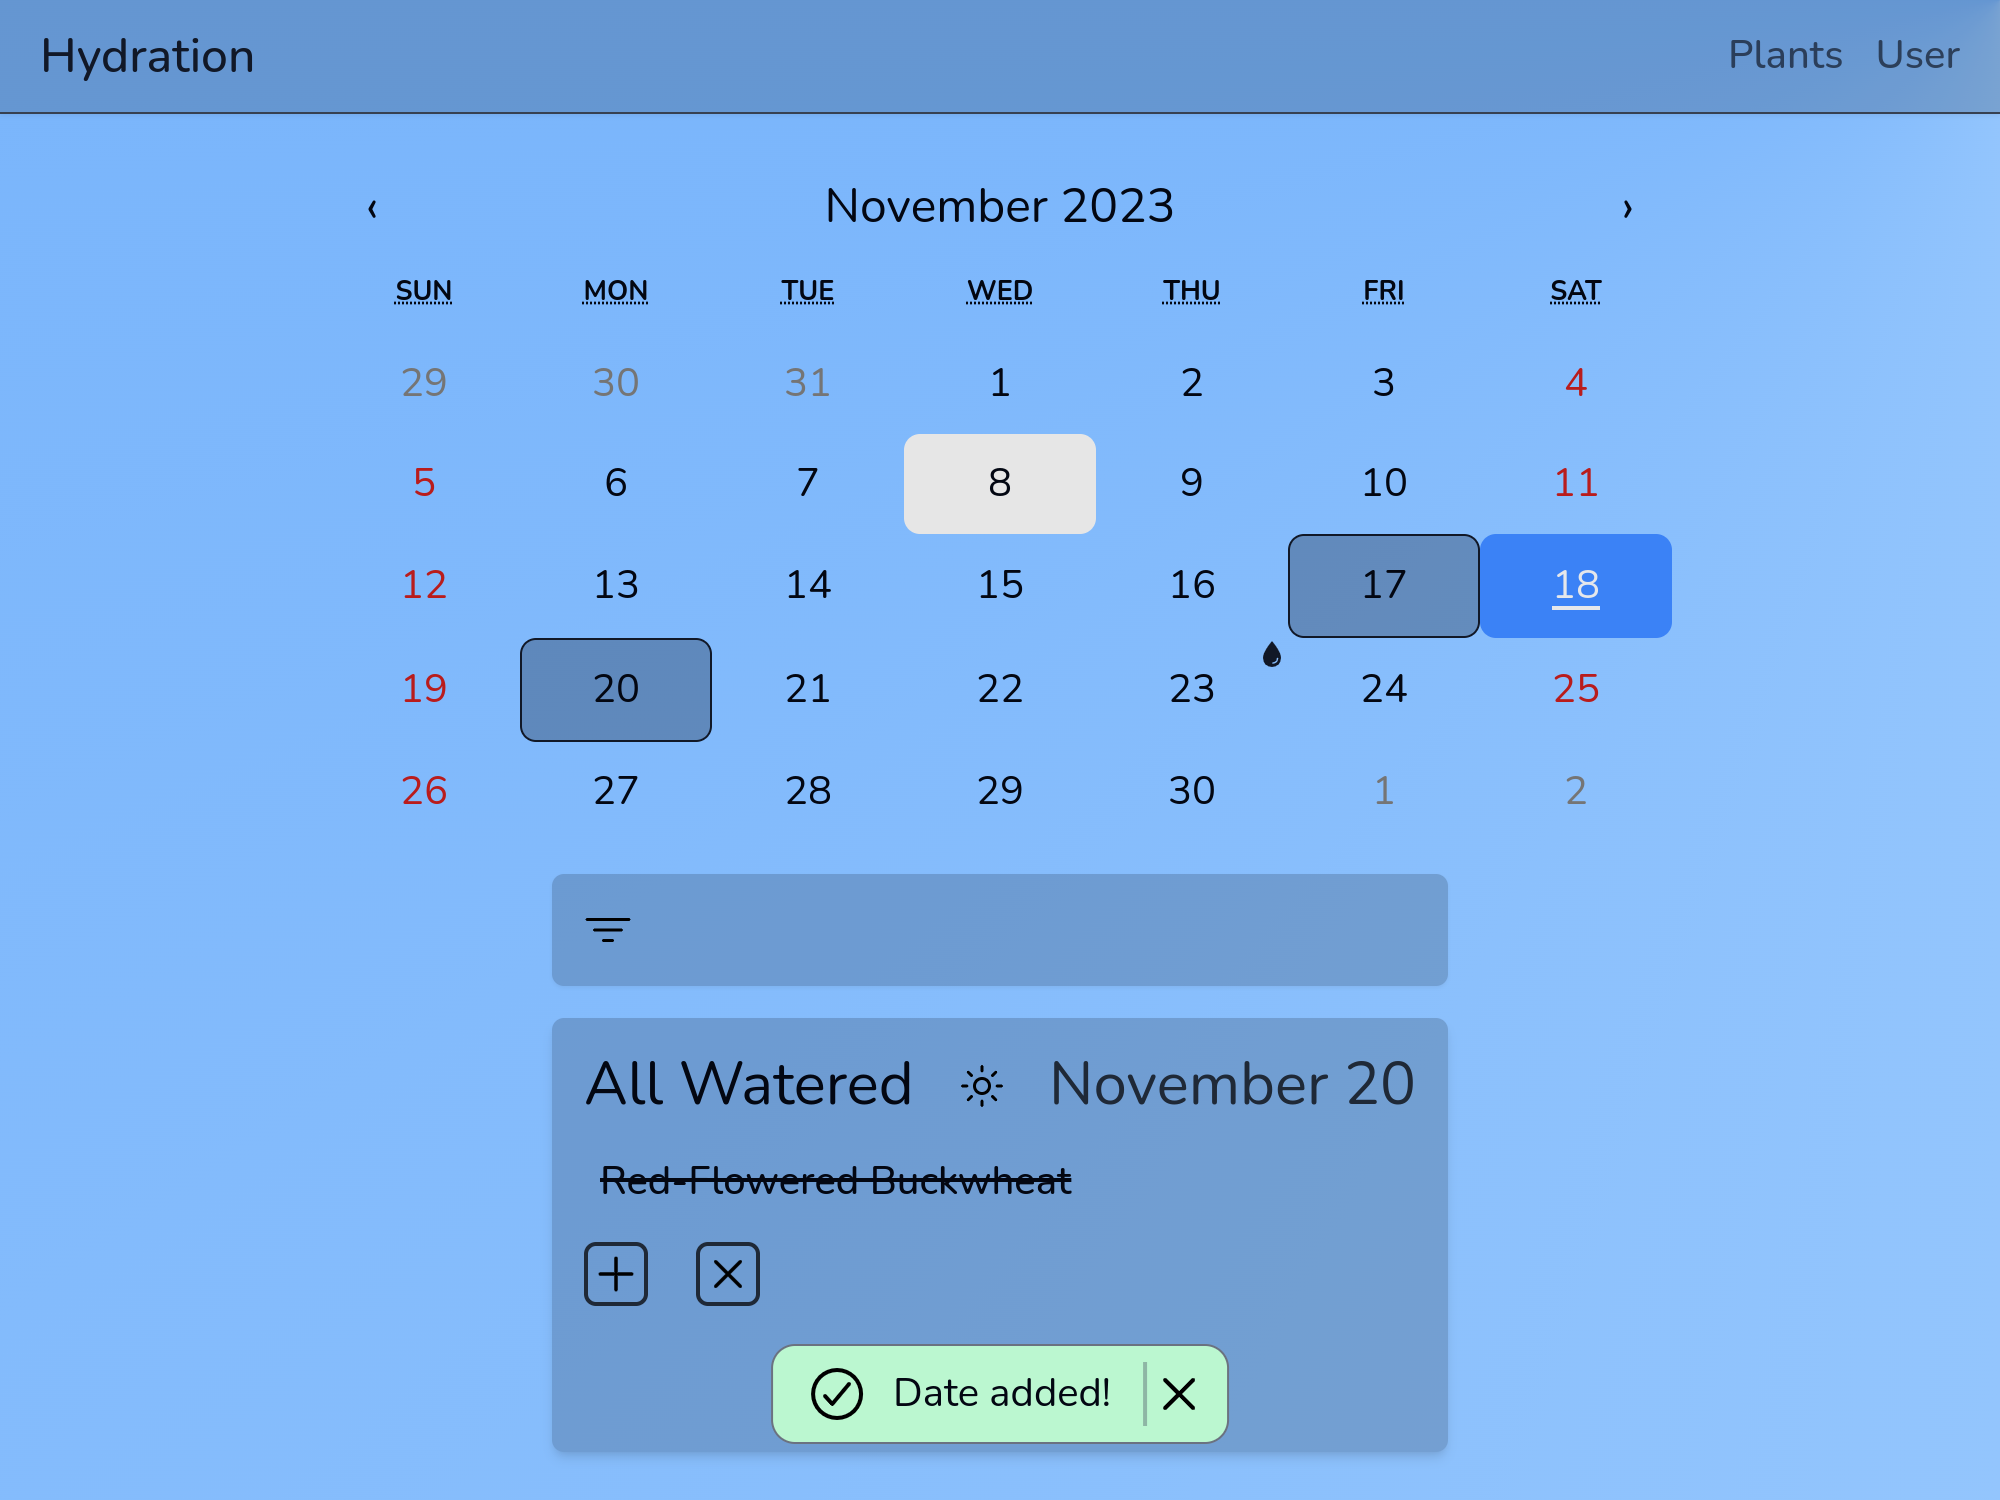 Hydration Plants User
‹ November 2023 ›
SUN MON TUE WED THU FRI SAT
29 30 31 1 2 3 4
5 6 7 8 9 10 11
12 13 14 15 16 17 18
19 20 21 22 23 24 25
26 27 28 29 30 1 2
All Watered November 20
Red-Flowered Buckwheat
Date added!